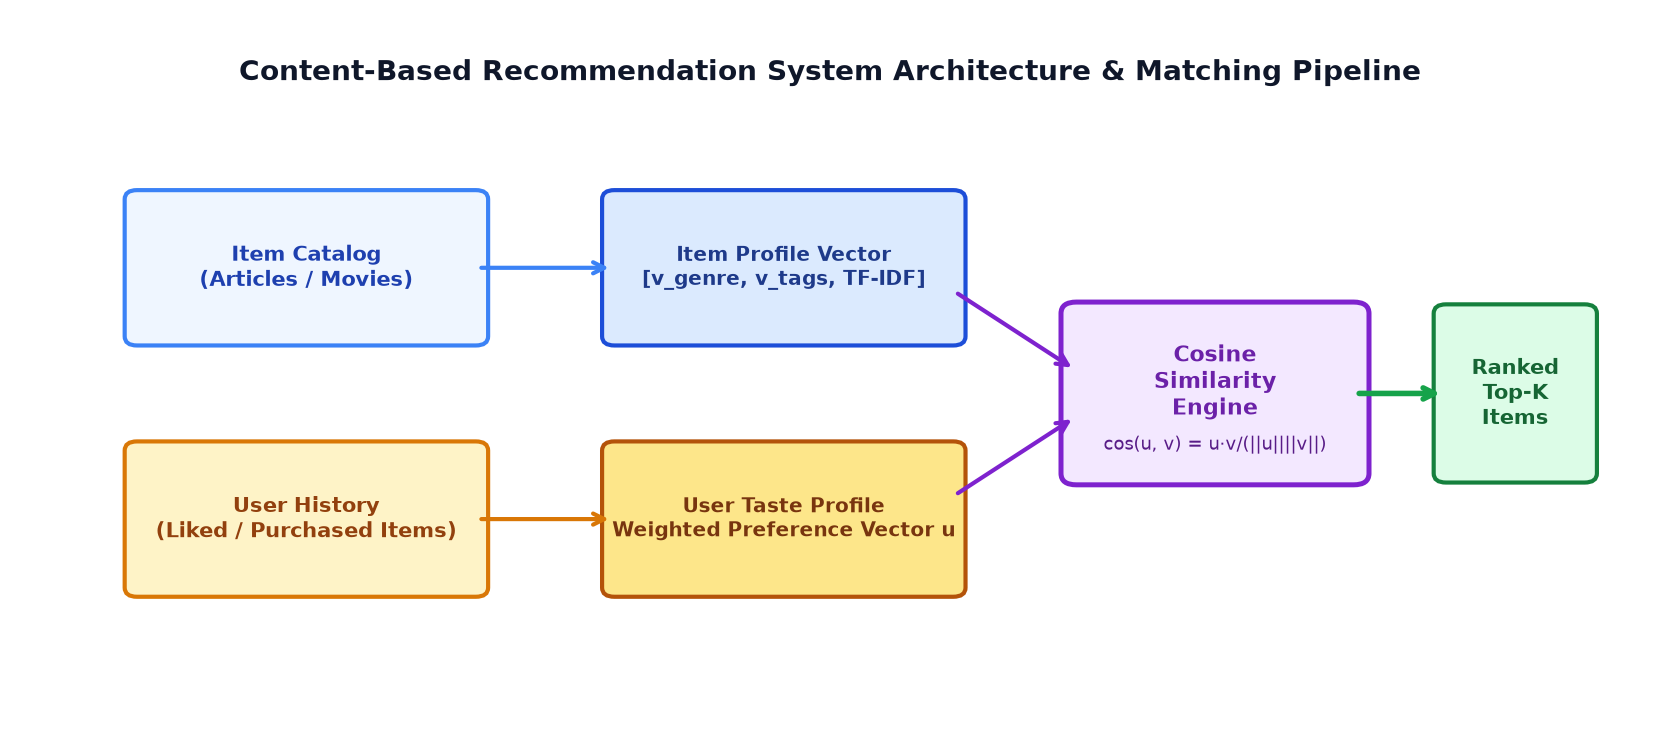 Content-Based Recommendation System Architecture & Matching Pipeline
Item Catalog
(Articles / Movies)
Item Profile Vector
[v_genre, v_tags, TF-IDF]
User History
(Liked / Purchased Items)
User Taste Profile
Weighted Preference Vector u
Cosine
Similarity
Engine
cos(u, v) = u·v/(||u||||v||)
Ranked
Top-K
Items